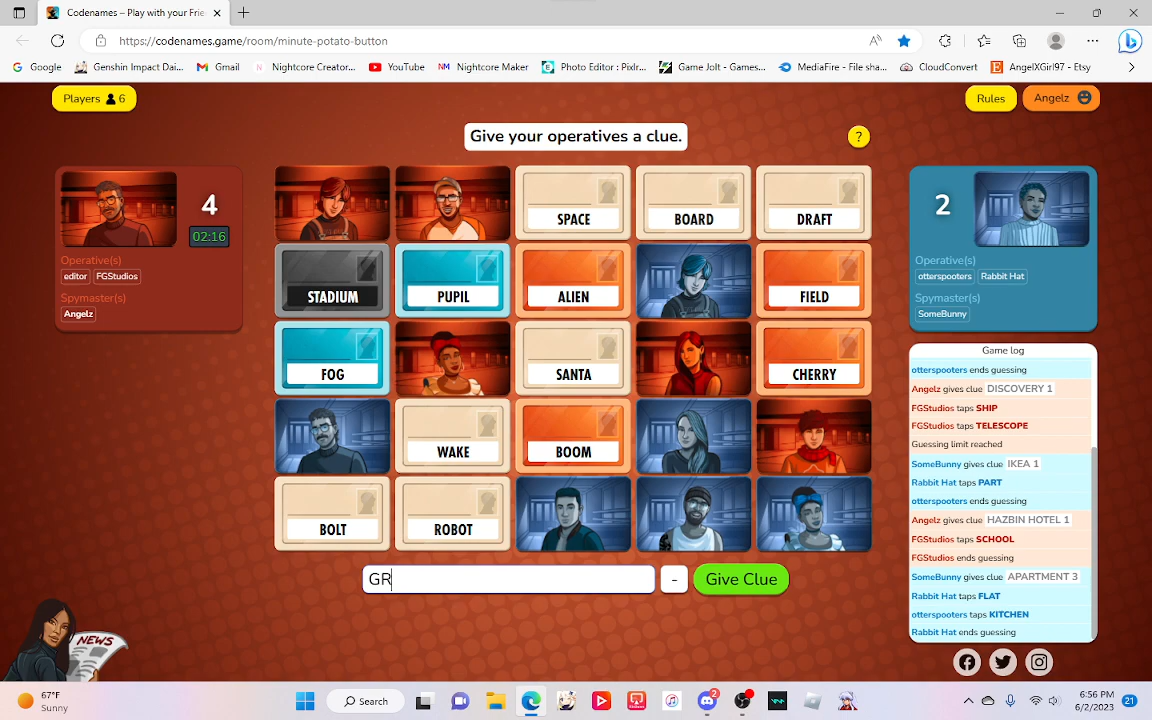 Codenames – Play with your Frie
https://codenames.game/room/minute-potato-button
Google
Genshin Impact Dai...
Gmail
Nightcore Creator...
YouTube
NM
Nightcore Maker
Photo Editor : Pixlr...
Game Jolt - Games...
MediaFire - File sha...
CloudConvert
AngelXGirl97 - Etsy
Players 6
Rules
Angelz
Give your operatives a clue.
?
4
02:16
Operative(s)
editor FGStudios
Spymaster(s)
Angelz
SPACE
BOARD
DRAFT
STADIUM
PUPIL
ALIEN
FIELD
FOG
SANTA
CHERRY
WAKE
BOOM
BOLT
ROBOT
GR
-
Give Clue
2
Operative(s)
otterspooters Rabbit Hat
Spymaster(s)
SomeBunny
Game log
otterspooters ends guessing
Angelz gives clue DISCOVERY 1
FGStudios taps SHIP
FGStudios taps TELESCOPE
Guessing limit reached
SomeBunny gives clue IKEA 1
Rabbit Hat taps PART
otterspooters ends guessing
Angelz gives clue HAZBIN HOTEL 1
FGStudios taps SCHOOL
FGStudios ends guessing
SomeBunny gives clue APARTMENT 3
Rabbit Hat taps FLAT
otterspooters taps KITCHEN
Rabbit Hat ends guessing
NEWS
67°F
Sunny
Search
2
6:56 PM
6/2/2023
21